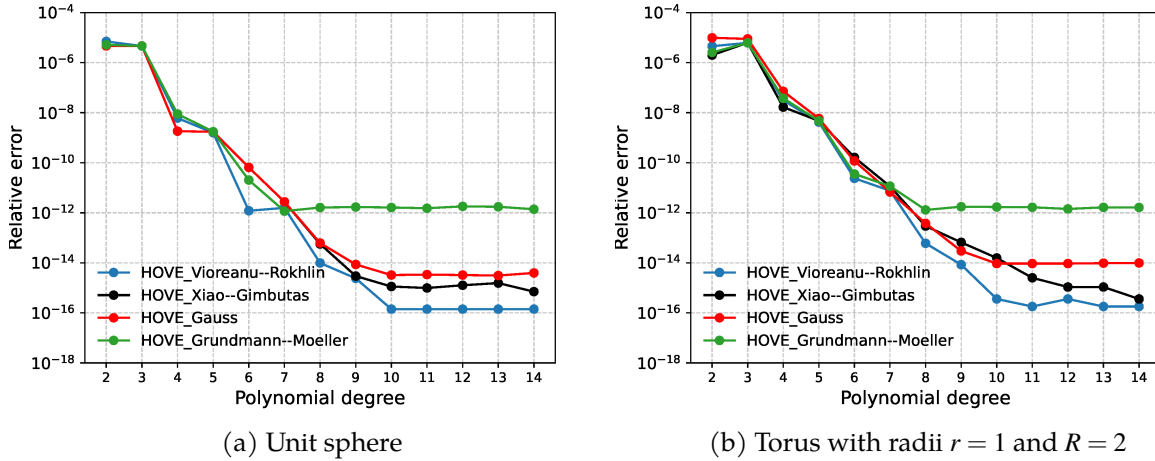 10⁻⁴
10⁻⁶
10⁻⁸
10⁻¹⁰
10⁻¹²
10⁻¹⁴
10⁻¹⁶
10⁻¹⁸
Relative error
HOVE_Vioreanu--Rokhlin
HOVE_Xiao--Gimbutas
HOVE_Gauss
HOVE_Grundmann--Moeller
2 3 4 5 6 7 8 9 10 11 12 13 14
Polynomial degree
(a) Unit sphere
10⁻⁴
10⁻⁶
10⁻⁸
10⁻¹⁰
10⁻¹²
10⁻¹⁴
10⁻¹⁶
10⁻¹⁸
Relative error
HOVE_Vioreanu--Rokhlin
HOVE_Xiao--Gimbutas
HOVE_Gauss
HOVE_Grundmann--Moeller
2 3 4 5 6 7 8 9 10 11 12 13 14
Polynomial degree
(b) Torus with radii r = 1 and R = 2